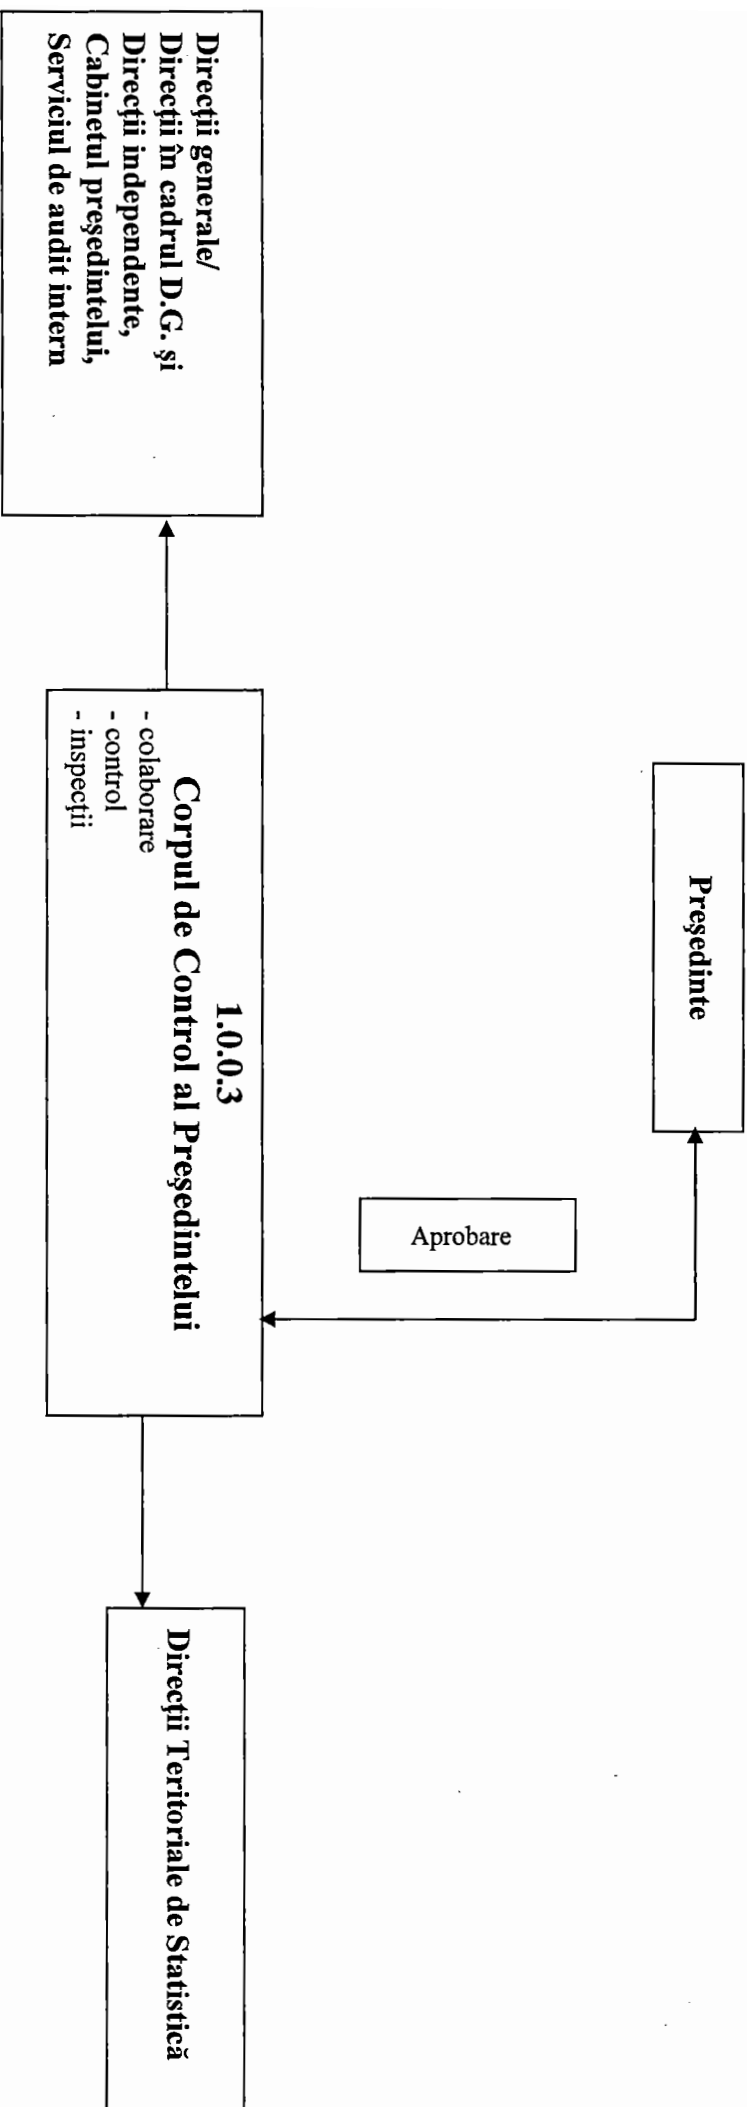 Președinte
Aprobare
Direcţii generale/
Direcţii în cadrul D.G. şi
Direcţii independente,
Cabinetul preşedintelui,
Serviciul de audit intern
1.0.0.3
Corpul de Control al Preşedintelui
- colaborare
- control
- inspecţii
Direcţii Teritoriale de Statistică